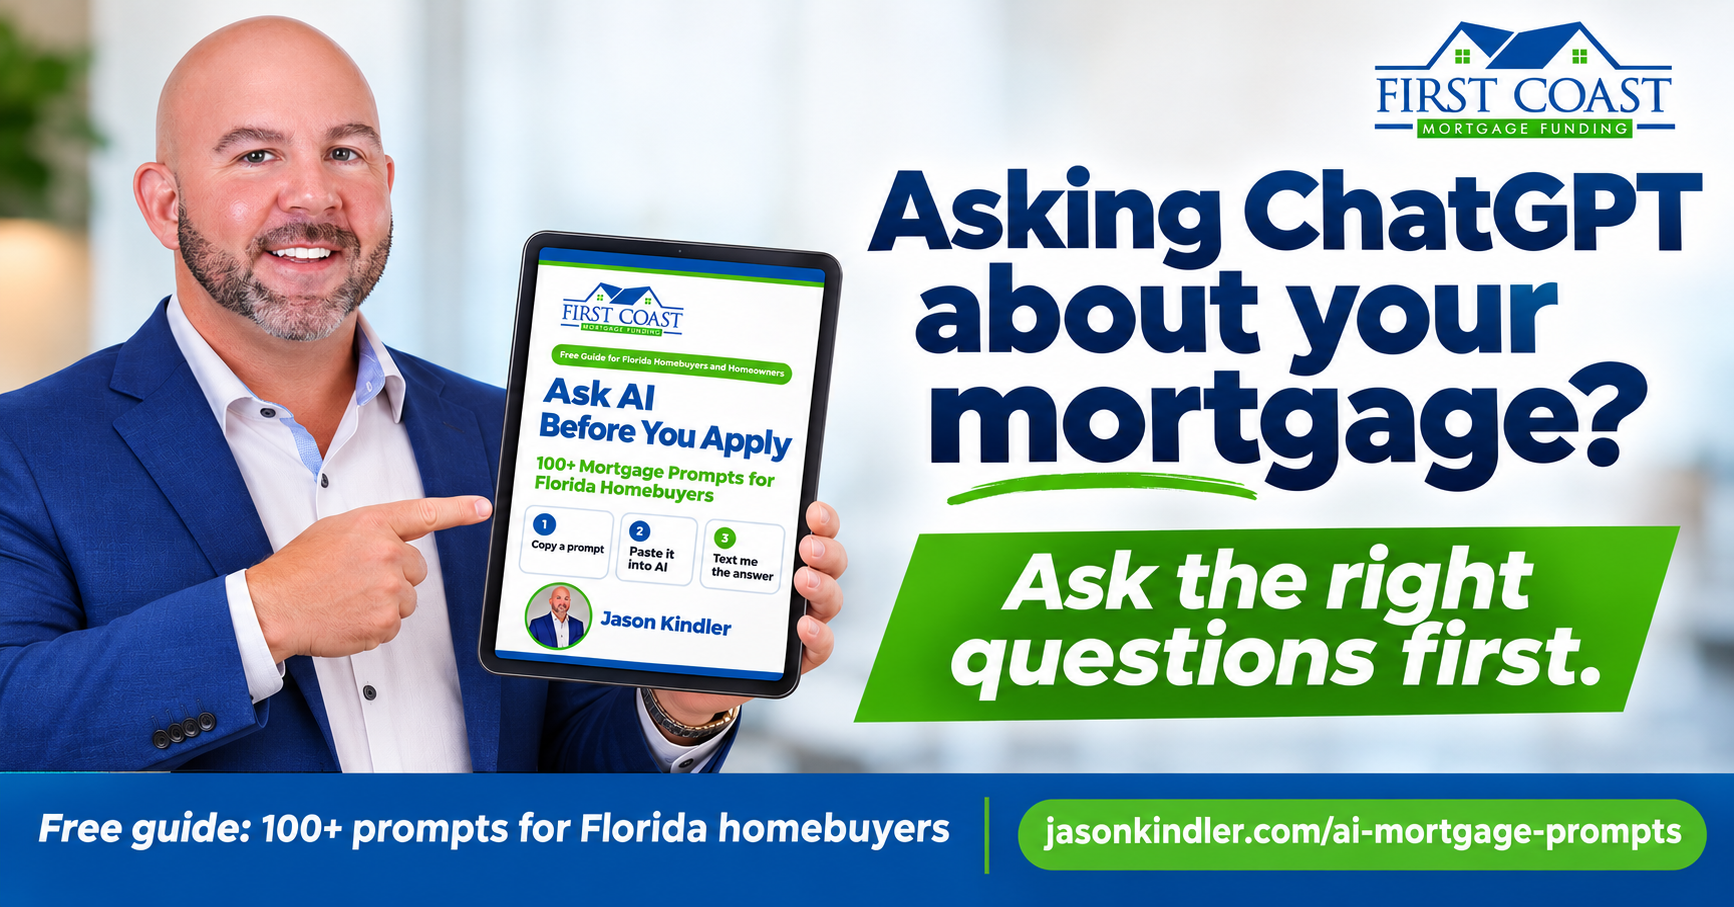 FIRST COAST
MORTGAGE FUNDING
Asking ChatGPT
about your
mortgage?
Ask the right
questions first.
FIRST COAST
MORTGAGE FUNDING
Free Guide for Florida Homebuyers and Homeowners
Ask AI
Before You Apply
100+ Mortgage Prompts for
Florida Homebuyers
1
Copy a prompt
2
Paste it
into AI
3
Text me
the answer
Jason Kindler
Free guide: 100+ prompts for Florida homebuyers
jasonkindler.com/ai-mortgage-prompts